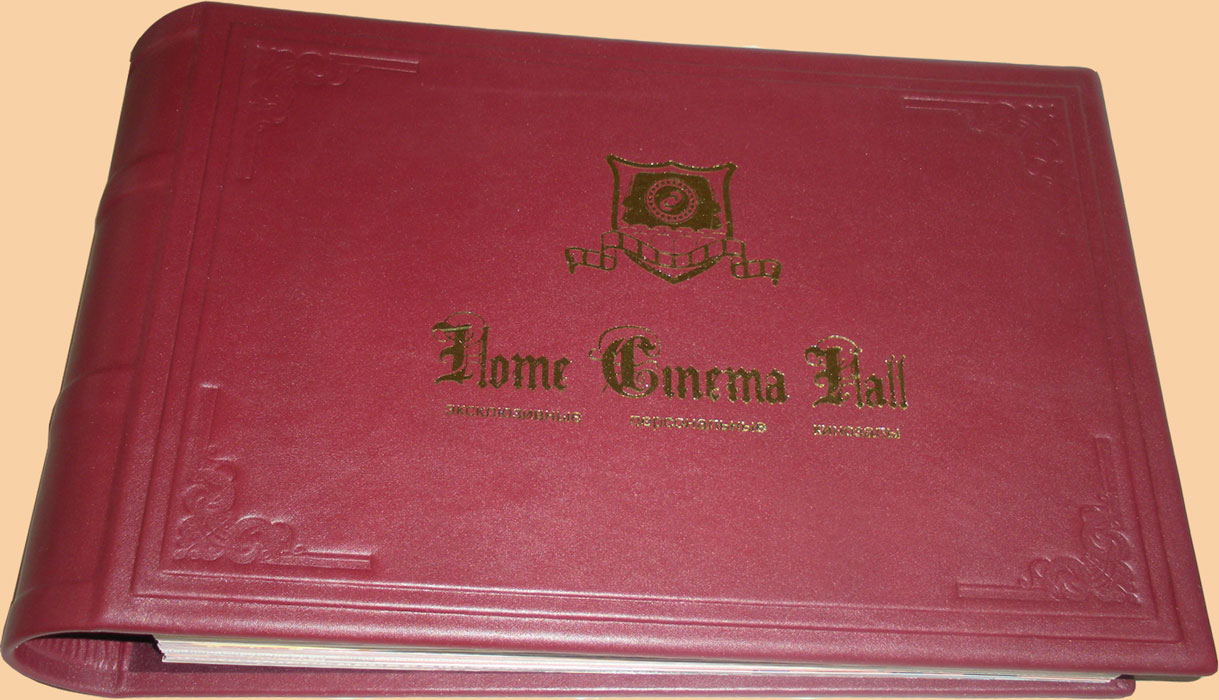 Home Cinema Hall
эксклюзивные персональные кинозалы